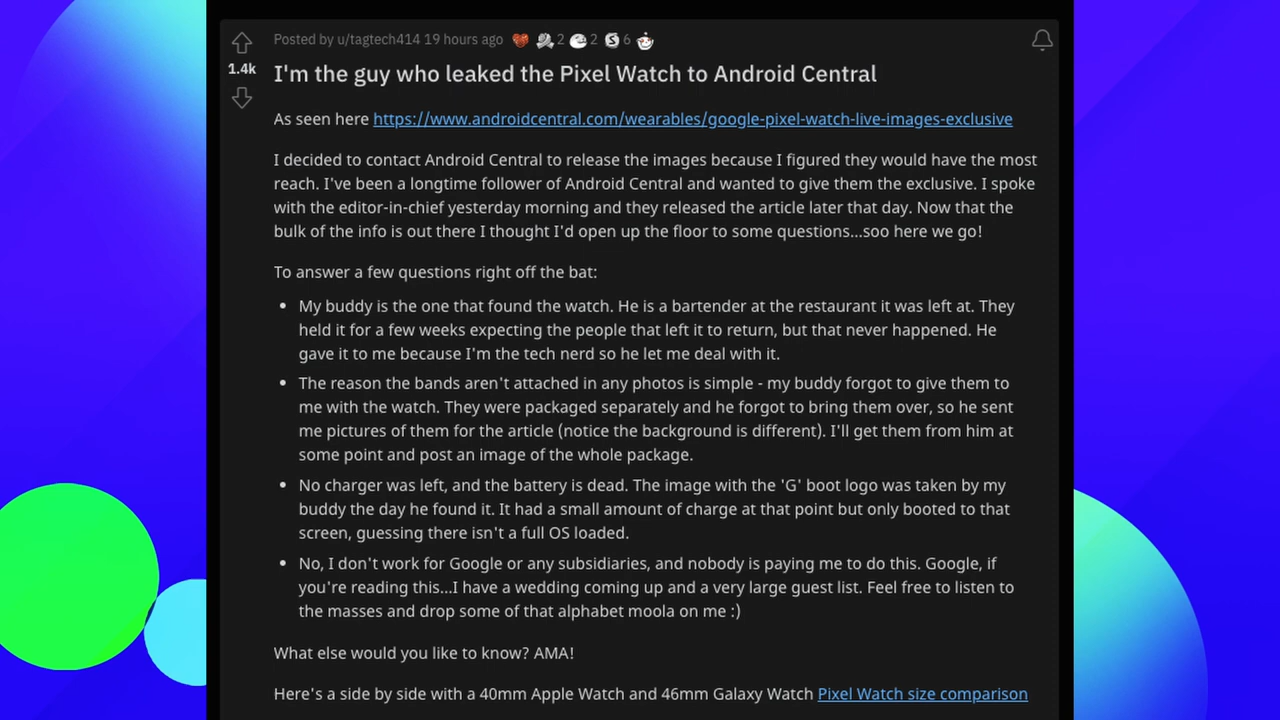 Posted by u/tagtech414 19 hours ago 2 2 6
1.4k
I'm the guy who leaked the Pixel Watch to Android Central
As seen here https://www.androidcentral.com/wearables/google-pixel-watch-live-images-exclusive
I decided to contact Android Central to release the images because I figured they would have the most
reach. I've been a longtime follower of Android Central and wanted to give them the exclusive. I spoke
with the editor-in-chief yesterday morning and they released the article later that day. Now that the
bulk of the info is out there I thought I'd open up the floor to some questions...soo here we go!
To answer a few questions right off the bat:
• My buddy is the one that found the watch. He is a bartender at the restaurant it was left at. They
held it for a few weeks expecting the people that left it to return, but that never happened. He
gave it to me because I'm the tech nerd so he let me deal with it.
• The reason the bands aren't attached in any photos is simple - my buddy forgot to give them to
me with the watch. They were packaged separately and he forgot to bring them over, so he sent
me pictures of them for the article (notice the background is different). I'll get them from him at
some point and post an image of the whole package.
• No charger was left, and the battery is dead. The image with the 'G' boot logo was taken by my
buddy the day he found it. It had a small amount of charge at that point but only booted to that
screen, guessing there isn't a full OS loaded.
• No, I don't work for Google or any subsidiaries, and nobody is paying me to do this. Google, if
you're reading this...I have a wedding coming up and a very large guest list. Feel free to listen to
the masses and drop some of that alphabet moola on me :)
What else would you like to know? AMA!
Here's a side by side with a 40mm Apple Watch and 46mm Galaxy Watch Pixel Watch size comparison